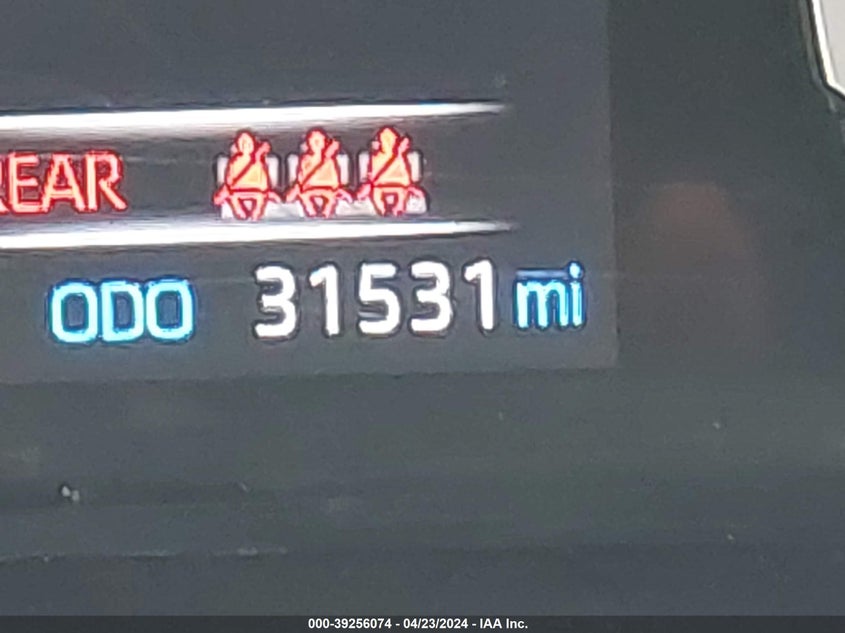 REAR
ODO 31531 mi
000-39256074 - 04/23/2024 - IAA Inc.